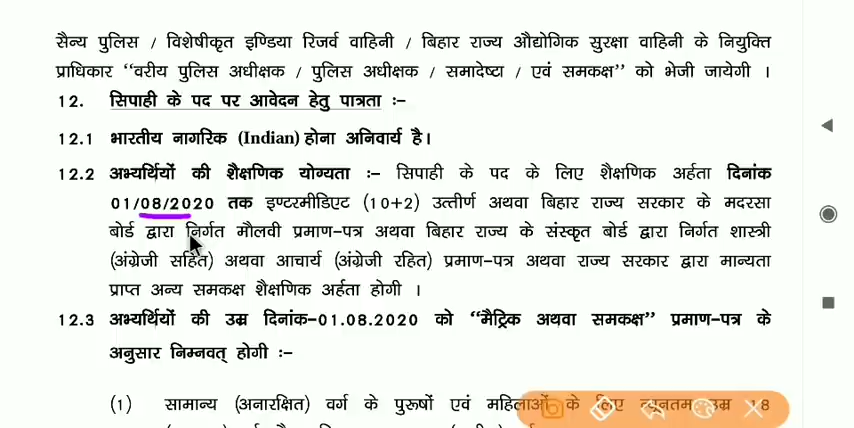 सैन्य पुलिस / विशेषीकृत इण्डिया रिजर्व वाहिनी / बिहार राज्य औद्योगिक सुरक्षा वाहिनी के नियुक्ति
प्राधिकार “वरीय पुलिस अधीक्षक / पुलिस अधीक्षक / समादेष्टा / एवं समकक्ष” को भेजी जायेगी ।
12. सिपाही के पद पर आवेदन हेतु पात्रता :–
12.1 भारतीय नागरिक (Indian) होना अनिवार्य है।
12.2 अभ्यर्थियों की शैक्षणिक योग्यता :– सिपाही के पद के लिए शैक्षणिक अर्हता दिनांक
01/08/2020 तक इण्टरमीडिएट (10+2) उत्तीर्ण अथवा बिहार राज्य सरकार के मदरसा
बोर्ड द्वारा निर्गत मौलवी प्रमाण–पत्र अथवा बिहार राज्य के संस्कृत बोर्ड द्वारा निर्गत शास्त्री
(अंग्रेजी सहित) अथवा आचार्य (अंग्रेजी रहित) प्रमाण–पत्र अथवा राज्य सरकार द्वारा मान्यता
प्राप्त अन्य समकक्ष शैक्षणिक अर्हता होगी ।
12.3 अभ्यर्थियों की उम्र दिनांक–01.08.2020 को “मैट्रिक अथवा समकक्ष” प्रमाण–पत्र के
अनुसार निम्नवत् होगी :–
(1) सामान्य (अनारक्षित) वर्ग के पुरूषों एवं महिलाओं के लिए न्यूनतम उम्र 18